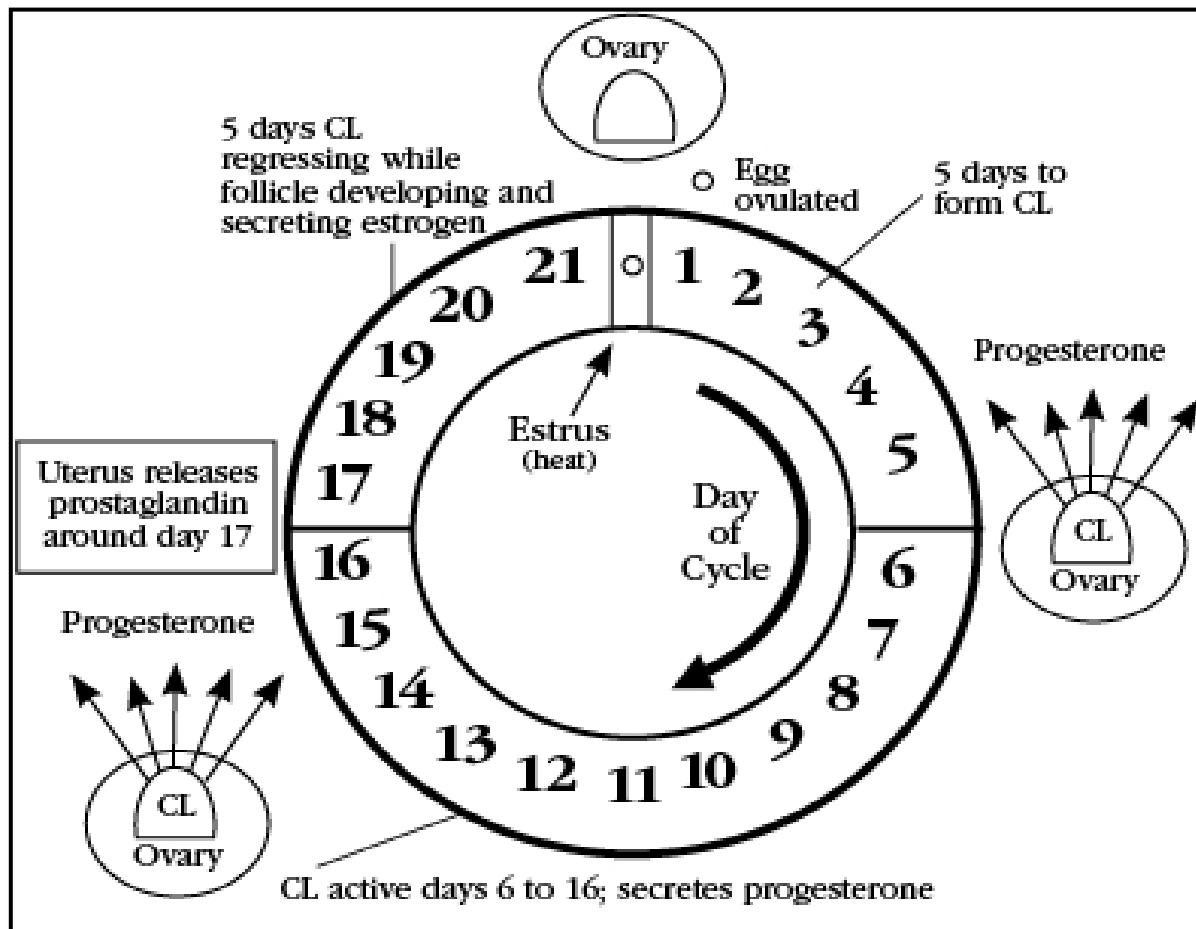 Ovary
5 days CL
regressing while
follicle developing and
secreting estrogen
Egg
ovulated
5 days to
form CL
21
1
2
3
4
5
6
7
8
9
10
11
12
13
14
15
16
17
18
19
20
Estrus
(heat)
Day
of
Cycle
Progesterone
CL
Ovary
Uterus releases
prostaglandin
around day 17
Progesterone
CL
Ovary
CL active days 6 to 16; secretes progesterone